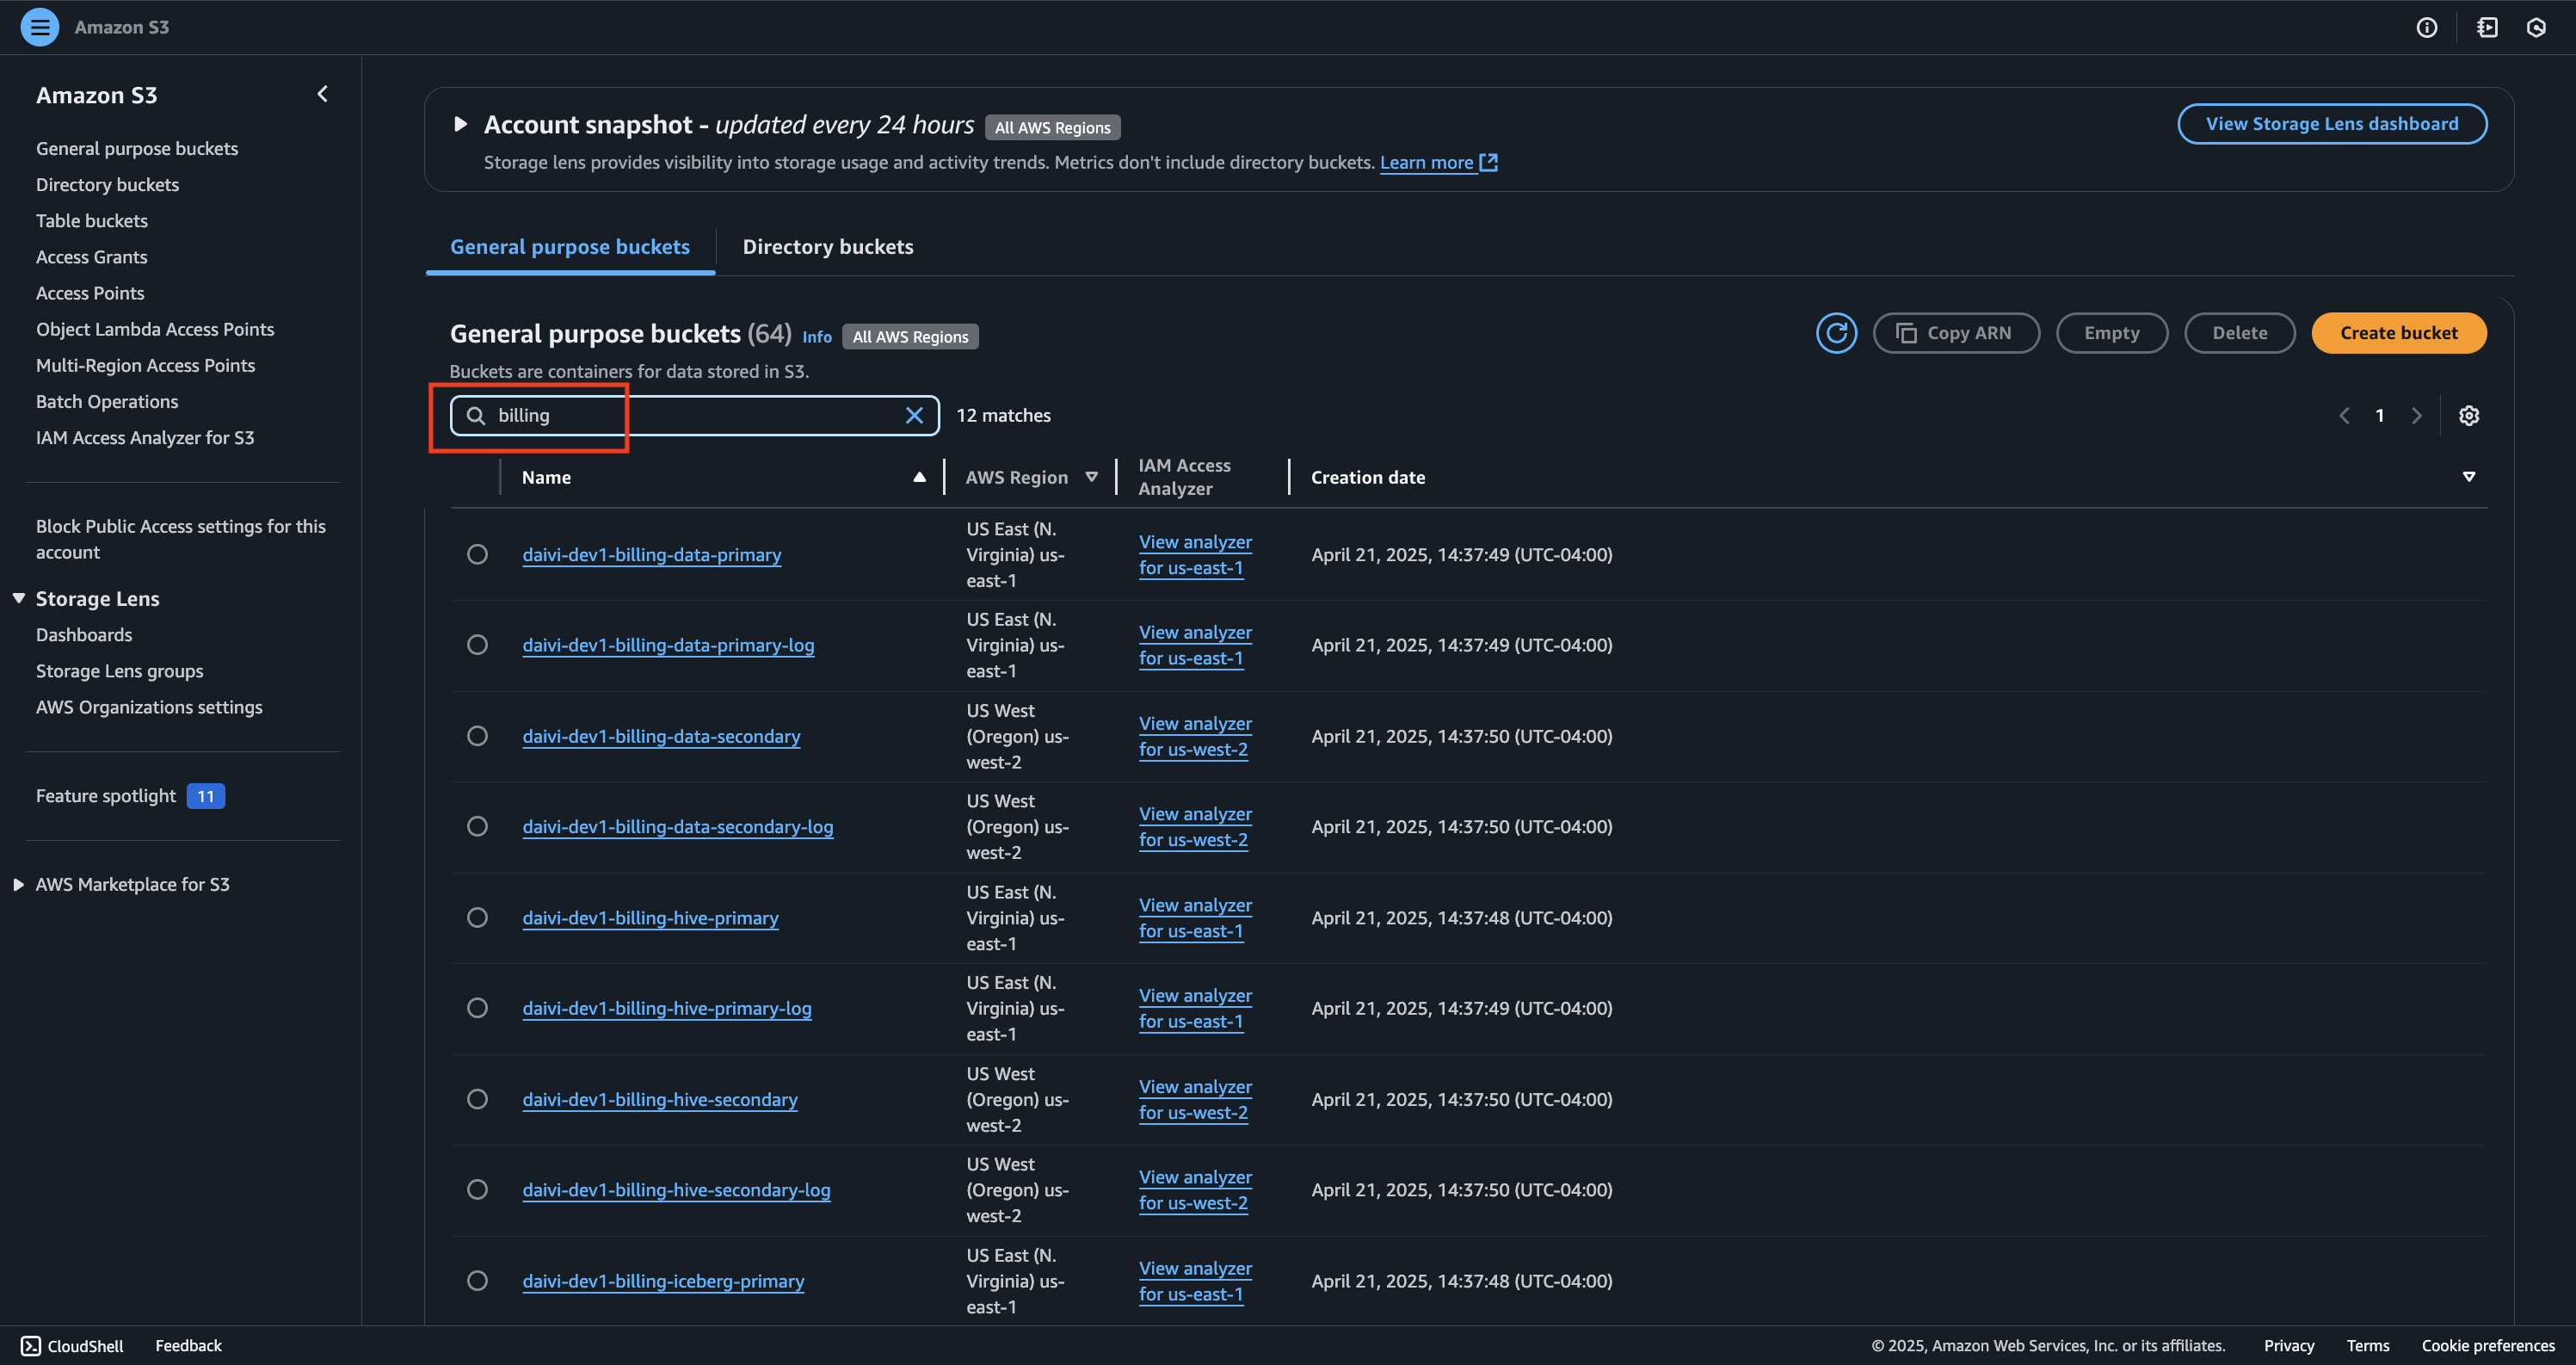 Amazon S3
Amazon S3
General purpose buckets
Directory buckets
Table buckets
Access Grants
Access Points
Object Lambda Access Points
Multi-Region Access Points
Batch Operations
IAM Access Analyzer for S3
Block Public Access settings for this
account
Storage Lens
Dashboards
Storage Lens groups
AWS Organizations settings
Feature spotlight 11
AWS Marketplace for S3
Account snapshot - updated every 24 hours All AWS Regions
View Storage Lens dashboard
Storage lens provides visibility into storage usage and activity trends. Metrics don't include directory buckets. Learn more
General purpose buckets Directory buckets
General purpose buckets (64) Info All AWS Regions
Copy ARN Empty Delete Create bucket
Buckets are containers for data stored in S3.
billing 12 matches 1
Name AWS Region IAM Access
Analyzer Creation date
daivi-dev1-billing-data-primary US East (N.
Virginia) us-
east-1 View analyzer
for us-east-1 April 21, 2025, 14:37:49 (UTC-04:00)
daivi-dev1-billing-data-primary-log US East (N.
Virginia) us-
east-1 View analyzer
for us-east-1 April 21, 2025, 14:37:49 (UTC-04:00)
daivi-dev1-billing-data-secondary US West
(Oregon) us-
west-2 View analyzer
for us-west-2 April 21, 2025, 14:37:50 (UTC-04:00)
daivi-dev1-billing-data-secondary-log US West
(Oregon) us-
west-2 View analyzer
for us-west-2 April 21, 2025, 14:37:50 (UTC-04:00)
daivi-dev1-billing-hive-primary US East (N.
Virginia) us-
east-1 View analyzer
for us-east-1 April 21, 2025, 14:37:48 (UTC-04:00)
daivi-dev1-billing-hive-primary-log US East (N.
Virginia) us-
east-1 View analyzer
for us-east-1 April 21, 2025, 14:37:49 (UTC-04:00)
daivi-dev1-billing-hive-secondary US West
(Oregon) us-
west-2 View analyzer
for us-west-2 April 21, 2025, 14:37:50 (UTC-04:00)
daivi-dev1-billing-hive-secondary-log US West
(Oregon) us-
west-2 View analyzer
for us-west-2 April 21, 2025, 14:37:50 (UTC-04:00)
daivi-dev1-billing-iceberg-primary US East (N.
Virginia) us-
east-1 View analyzer
for us-east-1 April 21, 2025, 14:37:48 (UTC-04:00)
CloudShell Feedback © 2025, Amazon Web Services, Inc. or its affiliates. Privacy Terms Cookie preferences